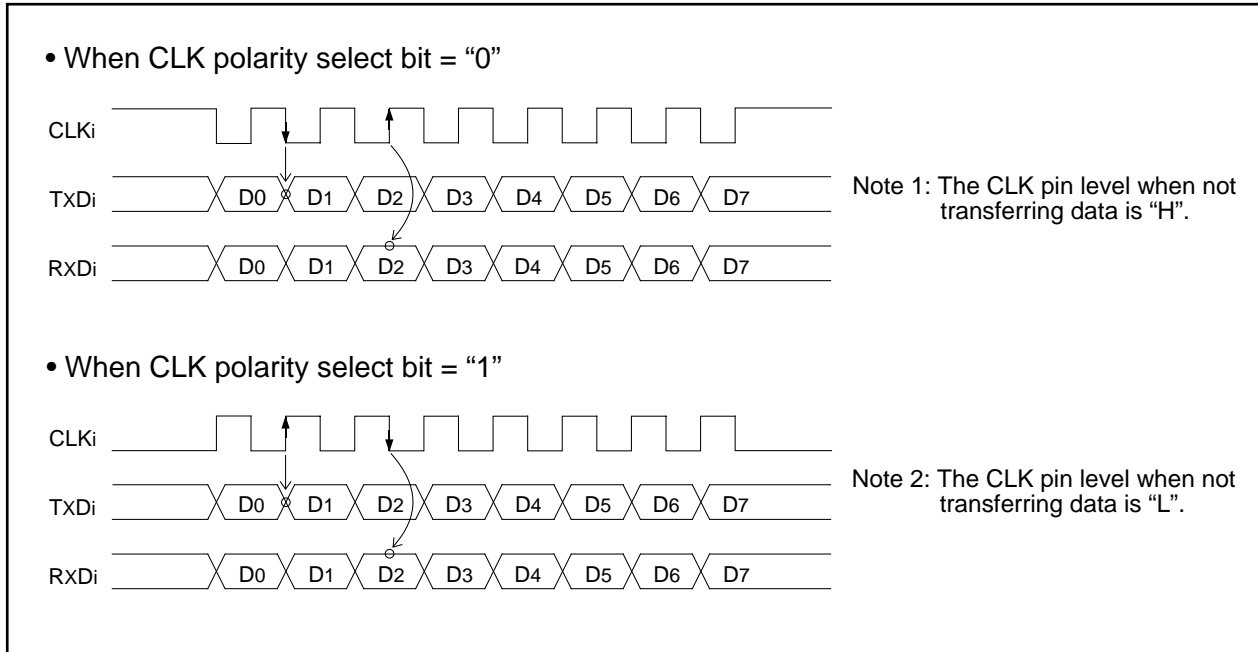 • When CLK polarity select bit = “0”
CLKi
TXDi
D0 D1 D2 D3 D4 D5 D6 D7
RXDi
D0 D1 D2 D3 D4 D5 D6 D7
Note 1: The CLK pin level when not
transferring data is “H”.
• When CLK polarity select bit = “1”
CLKi
TXDi
D0 D1 D2 D3 D4 D5 D6 D7
RXDi
D0 D1 D2 D3 D4 D5 D6 D7
Note 2: The CLK pin level when not
transferring data is “L”.